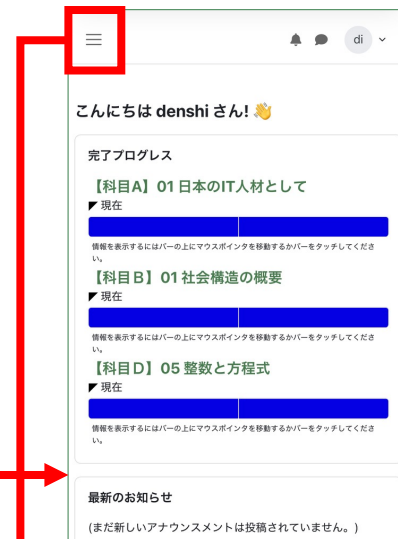 di
こんにちは denshi さん! 👋
完了プログレス
【科目A】01 日本のIT人材として
◤ 現在
情報を表示するにはバーの上にマウスポインタを移動するかバーをタッチしてくださ
い。
【科目Ｂ】01 社会構造の概要
◤ 現在
情報を表示するにはバーの上にマウスポインタを移動するかバーをタッチしてくださ
い。
【科目Ｄ】05 整数と方程式
◤ 現在
情報を表示するにはバーの上にマウスポインタを移動するかバーをタッチしてくださ
い。
最新のお知らせ
(まだ新しいアナウンスメントは投稿されていません。)